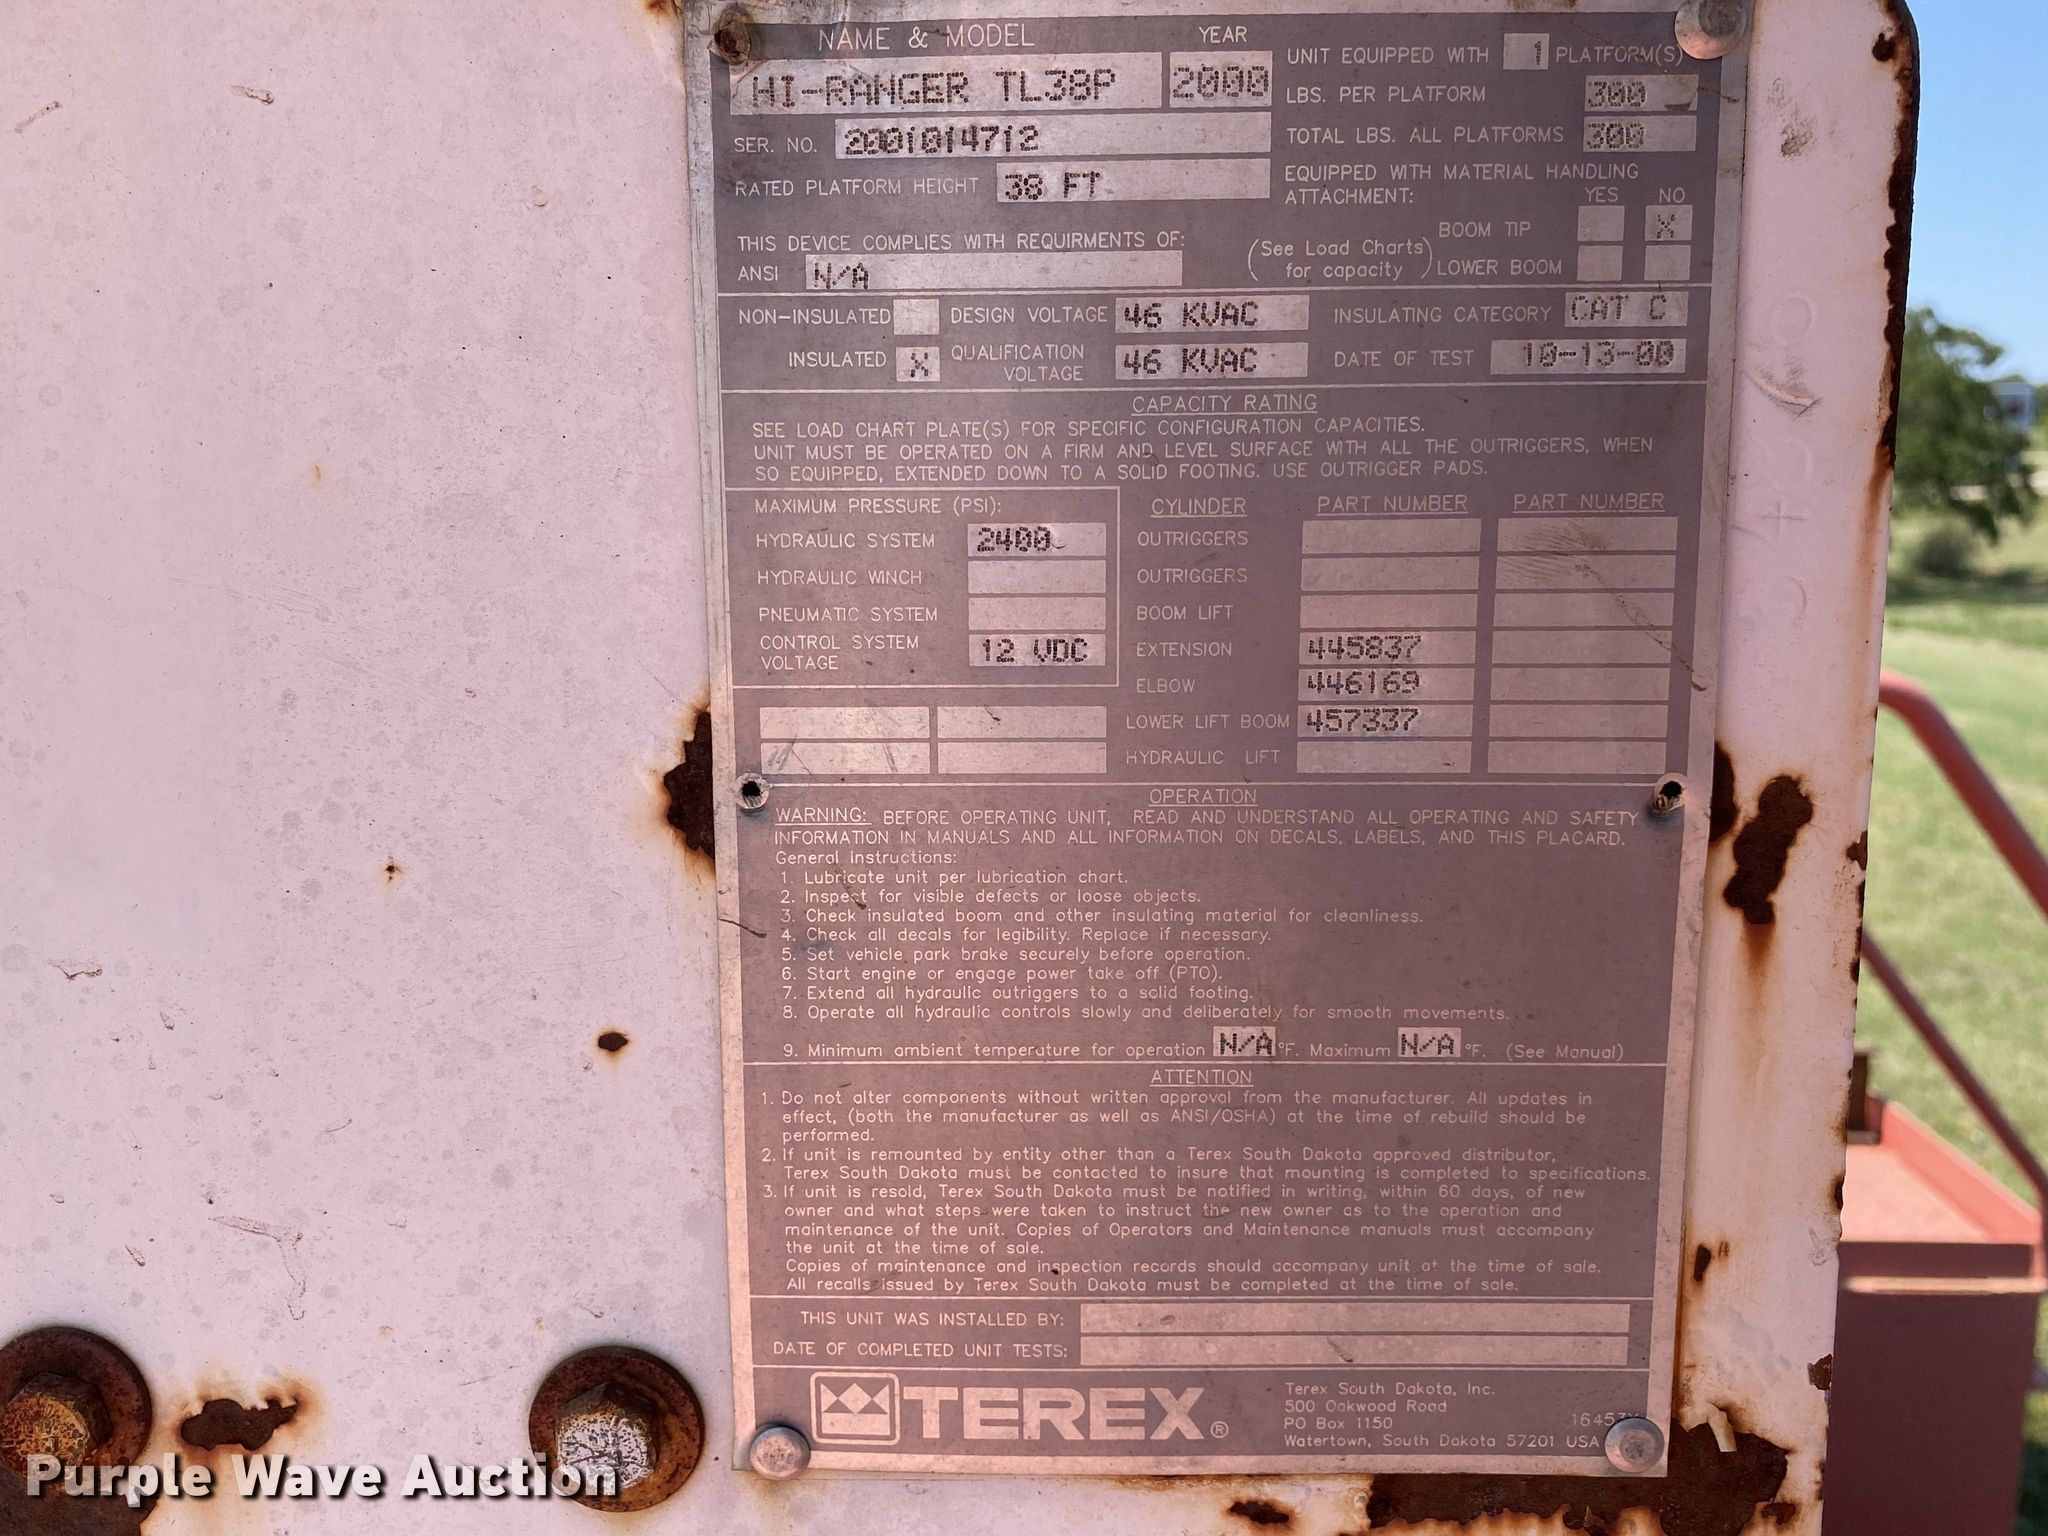 NAME & MODEL YEAR
HI-RANGER TL38P 2000
UNIT EQUIPPED WITH 1 PLATFORM(S)
LBS. PER PLATFORM 300
SER. NO. 2001014712
TOTAL LBS. ALL PLATFORMS 300
RATED PLATFORM HEIGHT 38 FT
EQUIPPED WITH MATERIAL HANDLING
ATTACHMENT: YES NO
BOOM TIP X
THIS DEVICE COMPLIES WITH REQUIRMENTS OF:
ANSI N/A
(See Load Charts
for capacity) LOWER BOOM
NON-INSULATED DESIGN VOLTAGE 46 KVAC INSULATING CATEGORY CAT C
INSULATED X QUALIFICATION
VOLTAGE 46 KVAC DATE OF TEST 10-13-00
CAPACITY RATING
SEE LOAD CHART PLATE(S) FOR SPECIFIC CONFIGURATION CAPACITIES.
UNIT MUST BE OPERATED ON A FIRM AND LEVEL SURFACE WITH ALL THE OUTRIGGERS, WHEN
SO EQUIPPED, EXTENDED DOWN TO A SOLID FOOTING. USE OUTRIGGER PADS.
MAXIMUM PRESSURE (PSI):
HYDRAULIC SYSTEM 2400
HYDRAULIC WINCH
PNEUMATIC SYSTEM
CONTROL SYSTEM
VOLTAGE 12 VDC
CYLINDER PART NUMBER PART NUMBER
OUTRIGGERS
OUTRIGGERS
BOOM LIFT
EXTENSION 445837
ELBOW 446169
LOWER LIFT BOOM 457337
HYDRAULIC LIFT
OPERATION
WARNING: BEFORE OPERATING UNIT, READ AND UNDERSTAND ALL OPERATING AND SAFETY
INFORMATION IN MANUALS AND ALL INFORMATION ON DECALS, LABELS, AND THIS PLACARD.
General Instructions:
1. Lubricate unit per lubrication chart.
2. Inspect for visible defects or loose objects.
3. Check insulated boom and other insulating material for cleanliness.
4. Check all decals for legibility. Replace if necessary.
5. Set vehicle park brake securely before operation.
6. Start engine or engage power take off (PTO).
7. Extend all hydraulic outriggers to a solid footing.
8. Operate all hydraulic controls slowly and deliberately for smooth movements.
9. Minimum ambient temperature for operation N/A °F. Maximum N/A °F. (See Manual)
ATTENTION
1. Do not alter components without written approval from the manufacturer. All updates in
effect, (both the manufacturer as well as ANSI/OSHA) at the time of rebuild should be
performed.
2. If unit is remounted by entity other than a Terex South Dakota approved distributor,
Terex South Dakota must be contacted to insure that mounting is completed to specifications.
3. If unit is resold, Terex South Dakota must be notified in writing, within 60 days, of new
owner and what steps were taken to instruct the new owner as to the operation and
maintenance of the unit. Copies of Operators and Maintenance manuals must accompany
the unit at the time of sale.
Copies of maintenance and inspection records should accompany unit at the time of sale.
All recalls issued by Terex South Dakota must be completed at the time of sale.
THIS UNIT WAS INSTALLED BY:
DATE OF COMPLETED UNIT TESTS:
TEREX®
Terex South Dakota, Inc.
500 Oakwood Road
PO Box 1150
Watertown, South Dakota 57201 USA
Purple Wave Auction